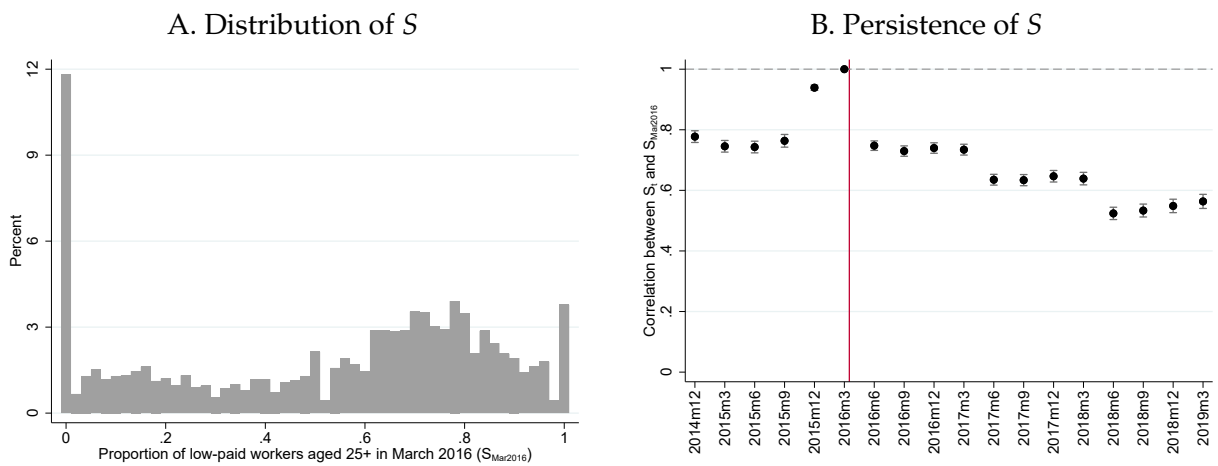 A. Distribution of S
12
9
6
3
0
Percent
0 .2 .4 .6 .8 1
Proportion of low-paid workers aged 25+ in March 2016 (SMar2016)
B. Persistence of S
1
.8
.6
.4
.2
0
Correlation between St and SMar2016
2014m12
2015m3
2015m6
2015m9
2015m12
2016m3
2016m6
2016m9
2016m12
2017m3
2017m6
2017m9
2017m12
2018m3
2018m6
2018m9
2018m12
2019m3